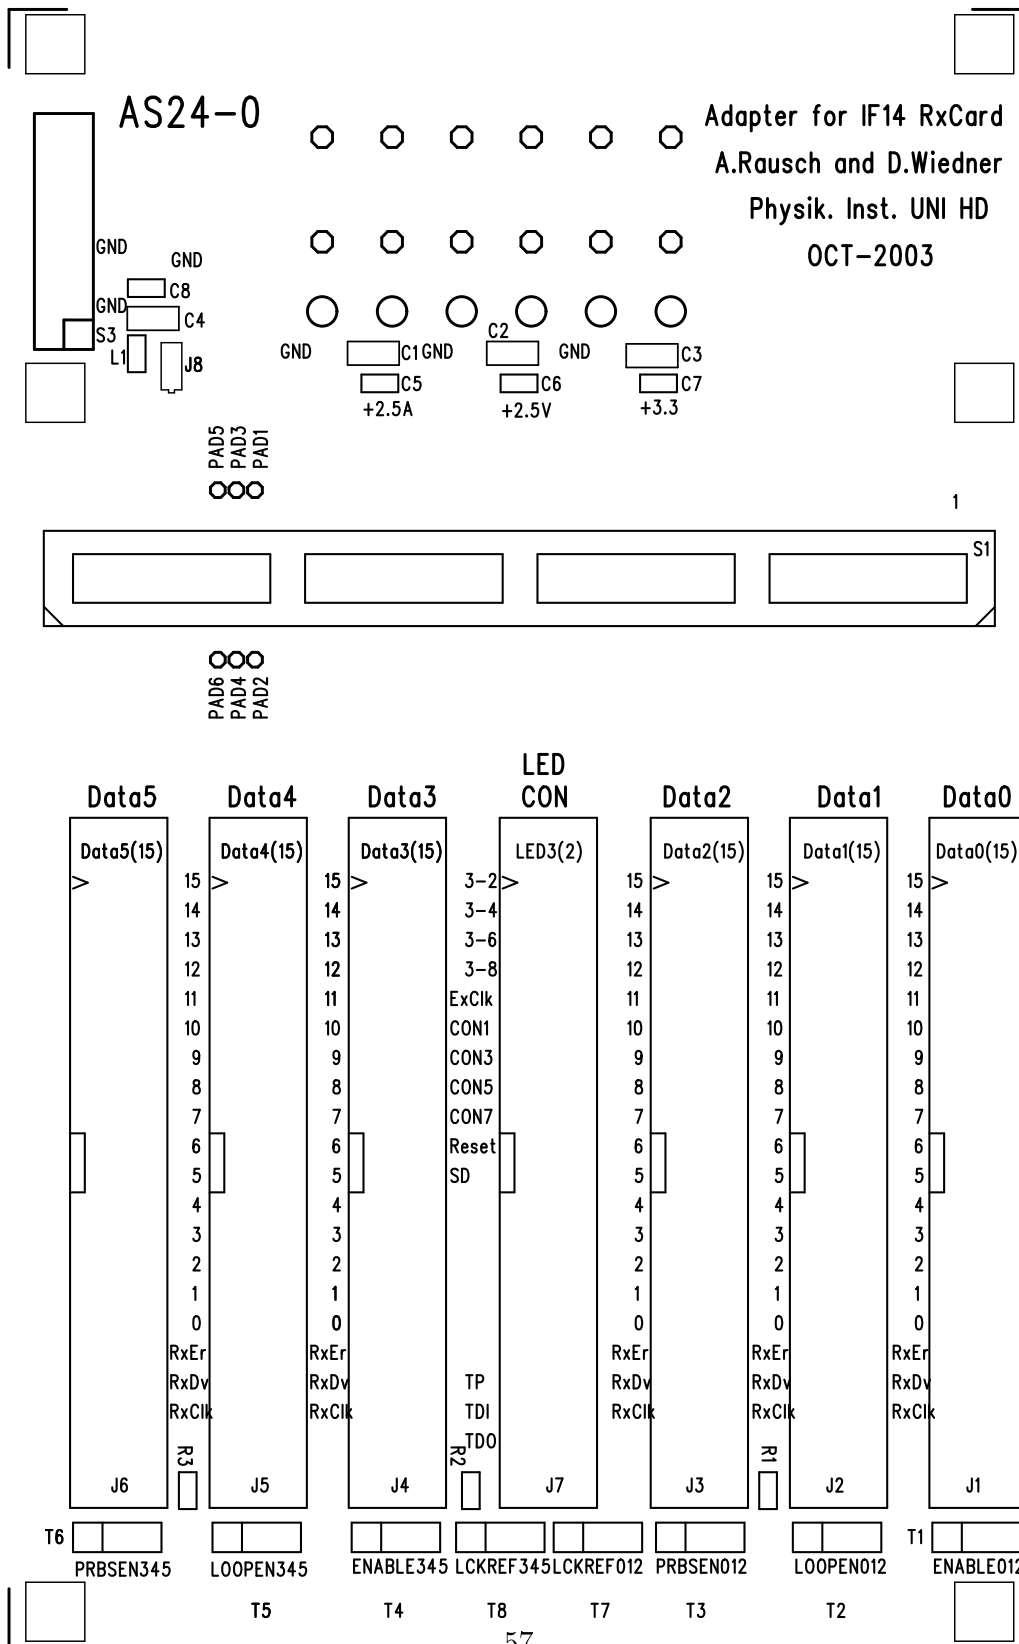 AS24-0
Adapter for IF14 RxCard
A.Rausch and D.Wiedner
Physik. Inst. UNI HD
OCT-2003
GND
GND
C8
GND
C4
S3
L1
J8
GND
C1
GND
C2
GND
C3
C5
C6
C7
+2.5A
+2.5V
+3.3
PAD5
PAD3
PAD1
1
S1
PAD6
PAD4
PAD2
LED
Data5 Data4 Data3 CON Data2 Data1 Data0
Data5(15) Data4(15) Data3(15) LED3(2) Data2(15) Data1(15) Data0(15)
> 15 > 15 > 3-2 > 15 > 15 > 15 >
14 14 3-4 14 14 14
13 13 3-6 13 13 13
12 12 3-8 12 12 12
11 11 ExClk 11 11 11
10 10 CON1 10 10 10
9 9 CON3 9 9 9
8 8 CON5 8 8 8
7 7 CON7 7 7 7
6 6 Reset 6 6 6
5 5 SD 5 5 5
4 4 4 4 4
3 3 3 3 3
2 2 2 2 2
1 1 1 1 1
0 0 0 0 0
RxEr RxEr RxEr RxEr RxEr
RxDv RxDv TP RxDv RxDv RxDv
RxClk RxClk TDI RxClk RxClk RxClk
TDO
R3 R2 R1
J6 J5 J4 J7 J3 J2 J1
T6 T1
PRBSEN345 LOOPEN345 ENABLE345 LCKREF345 LCKREF012 PRBSEN012 LOOPEN012 ENABLE012
T5 T4 T8 T7 T3 T2
57